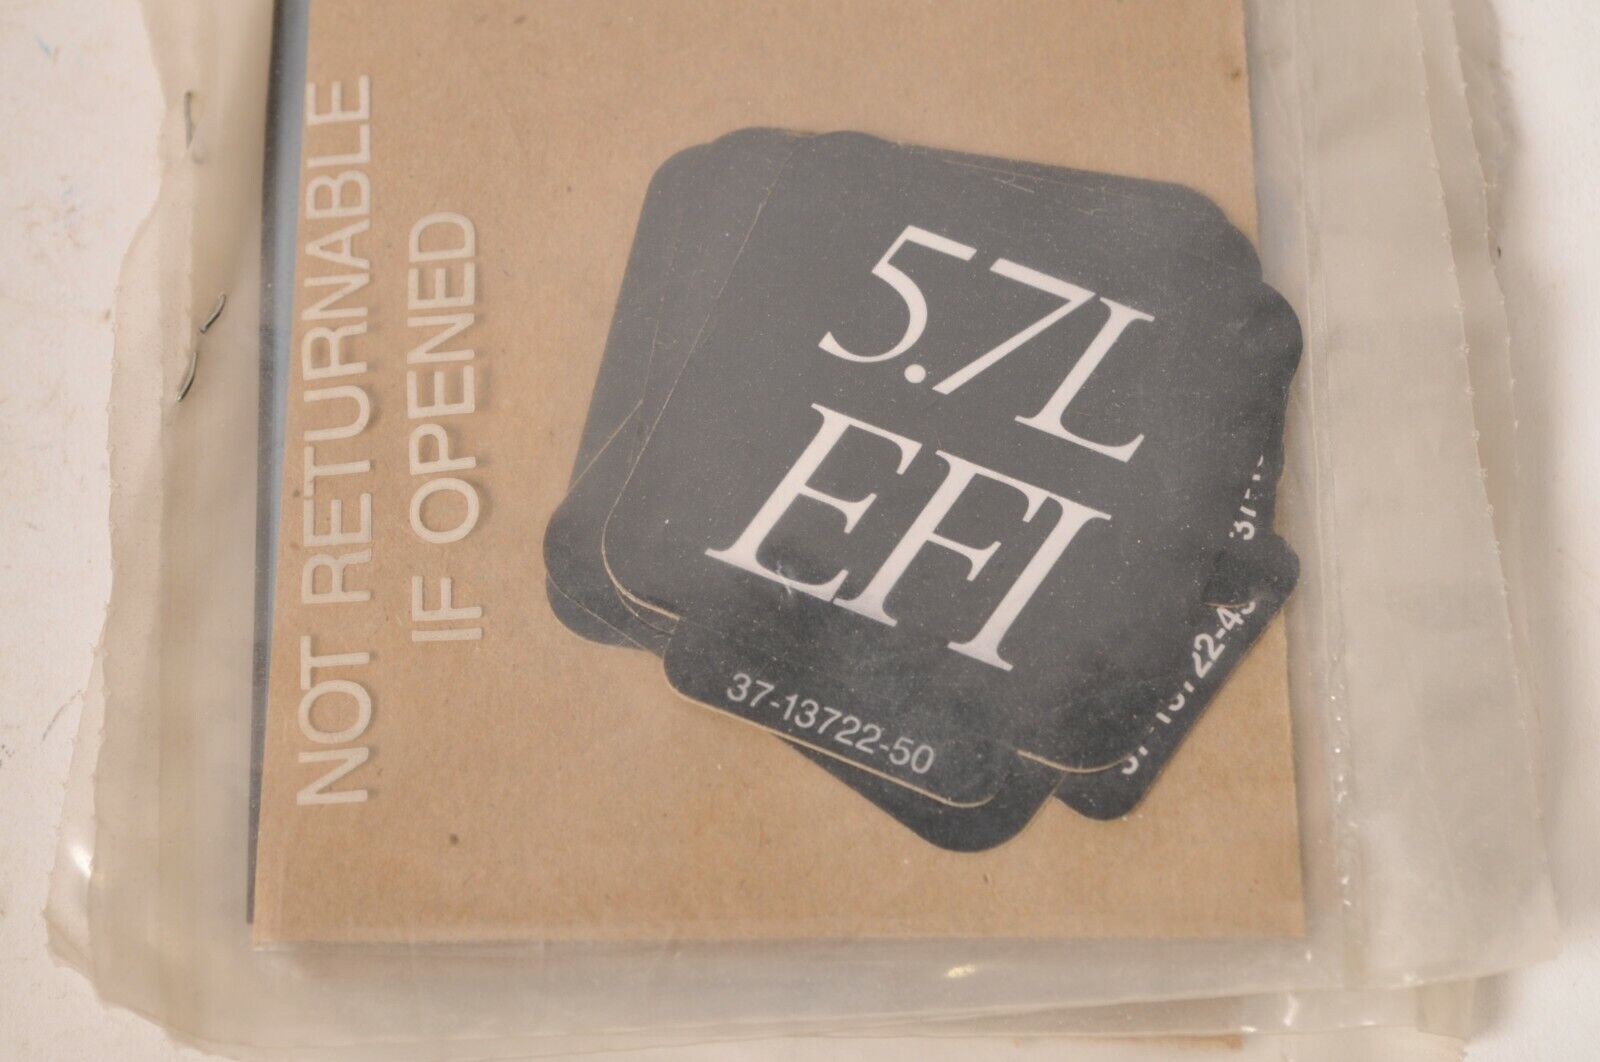 NOT RETURNABLE
IF OPENED
5.7L
EFI
37-13722-50